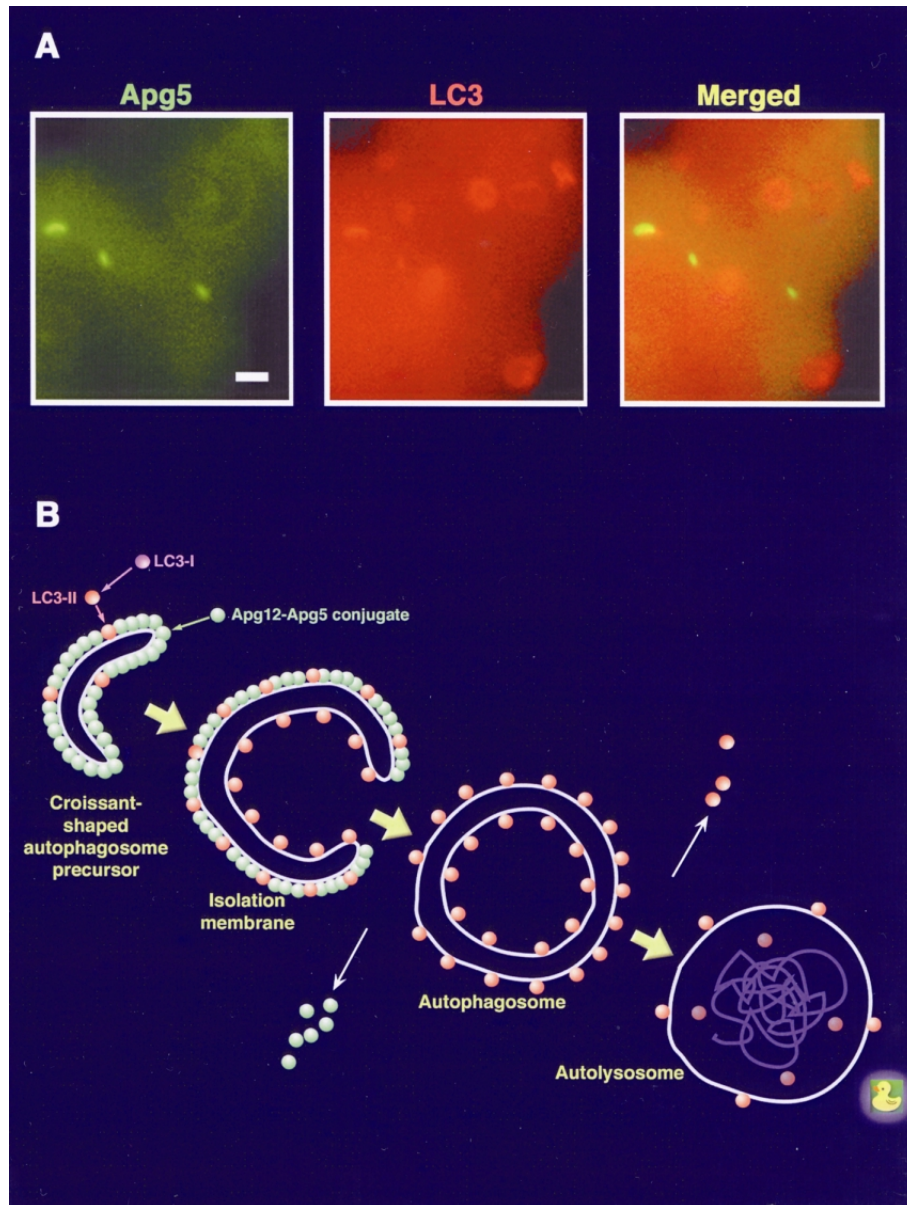 A
Apg5
LC3
Merged
B
LC3-I
LC3-II
Apg12-Apg5 conjugate
Croissant-
shaped
autophagosome
precursor
Isolation
membrane
Autophagosome
Autolysosome